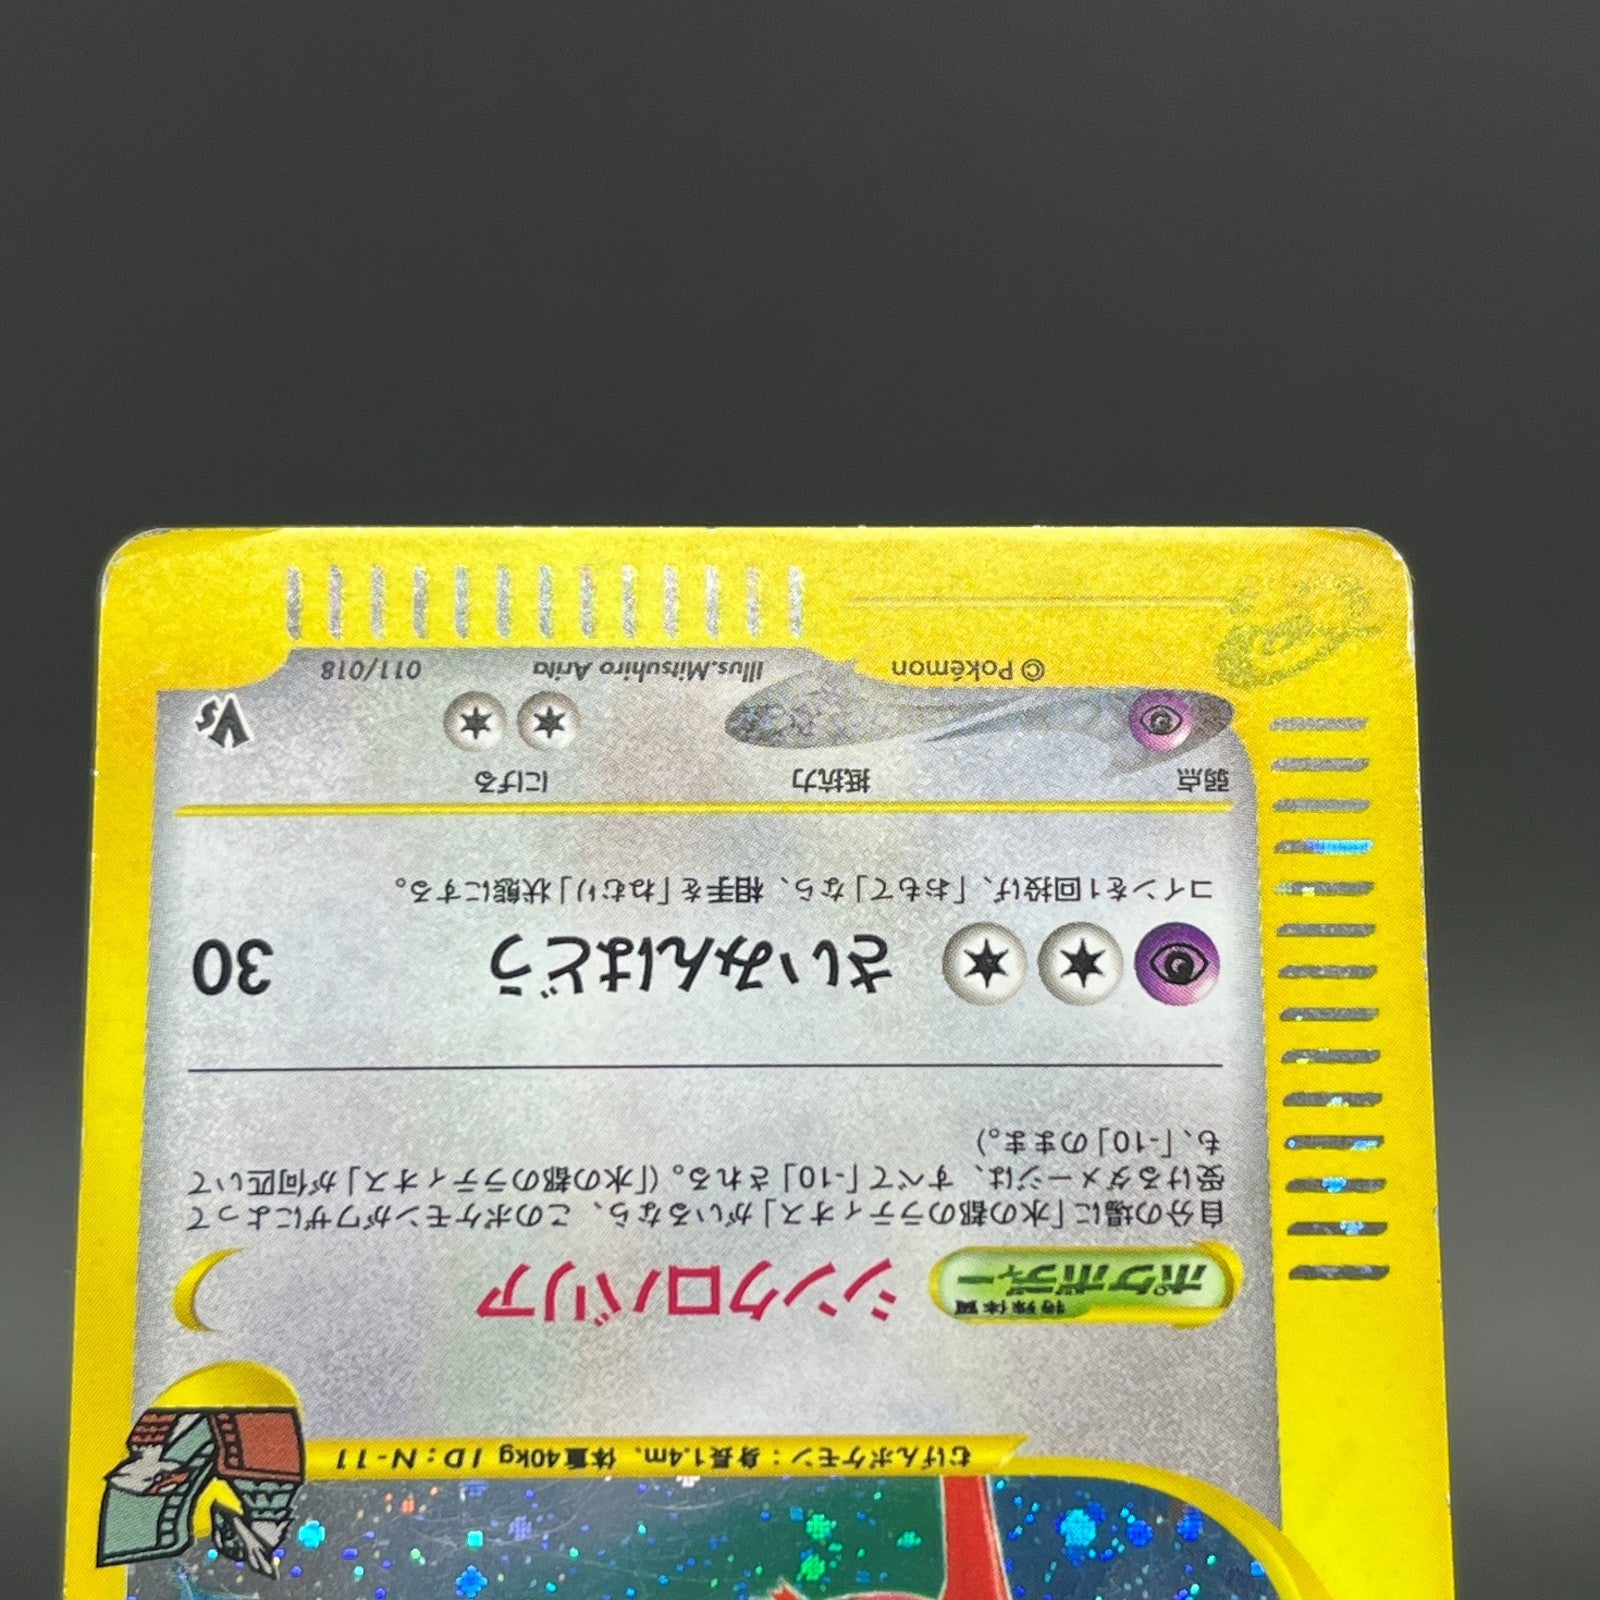 むげんポケモン：身長1.4m、体重40kg ID：N-11
特殊体質
ポケボディー シンクロバリア
自分の場に「水の都のラティオス」がいるなら、このポケモンがワザによって
受けるダメージは、すべて「-10」される。（「水の都のラティオス」が何匹いて
も、「-10」のまま。）
さいみんはどう 30
コインを1回投げ、「おもて」なら、相手を「ねむり」状態にする。
弱点 抵抗力 にげる
VS
©Pokémon Illus.Mitsuhiro Arita 011/018